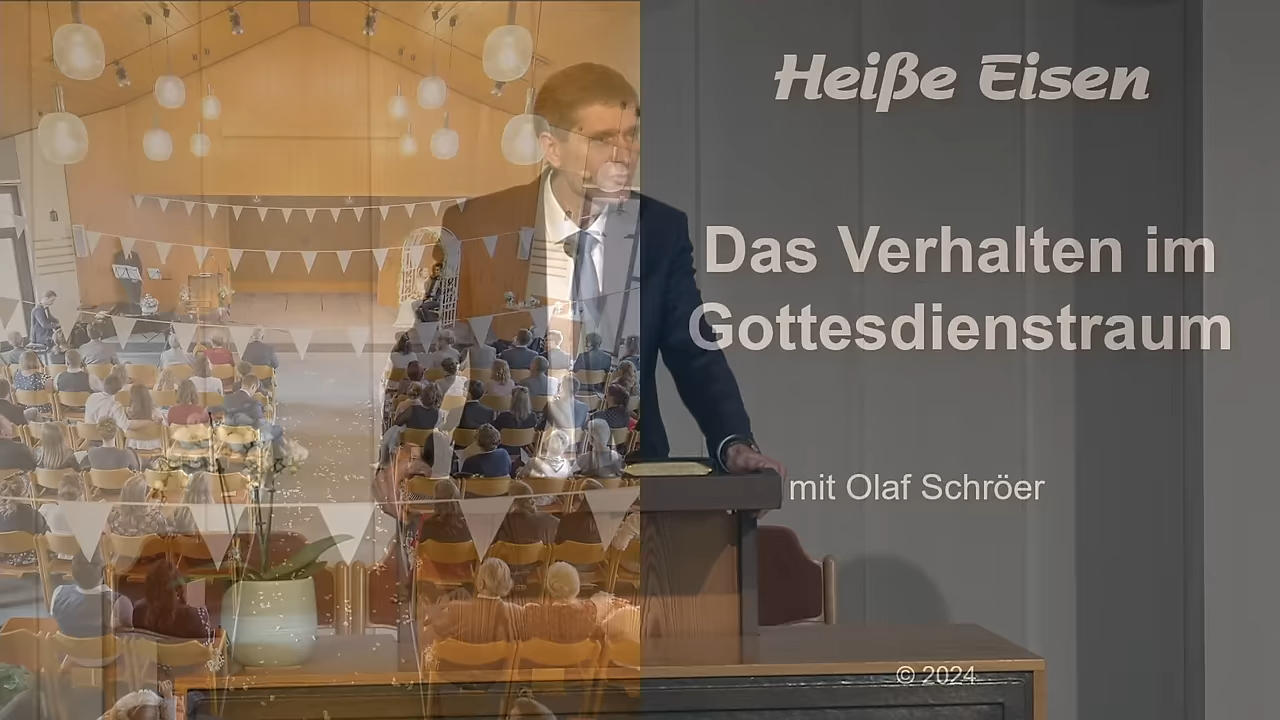 Heiße Eisen
Das Verhalten im
Gottesdienstraum
mit Olaf Schröer
© 2024